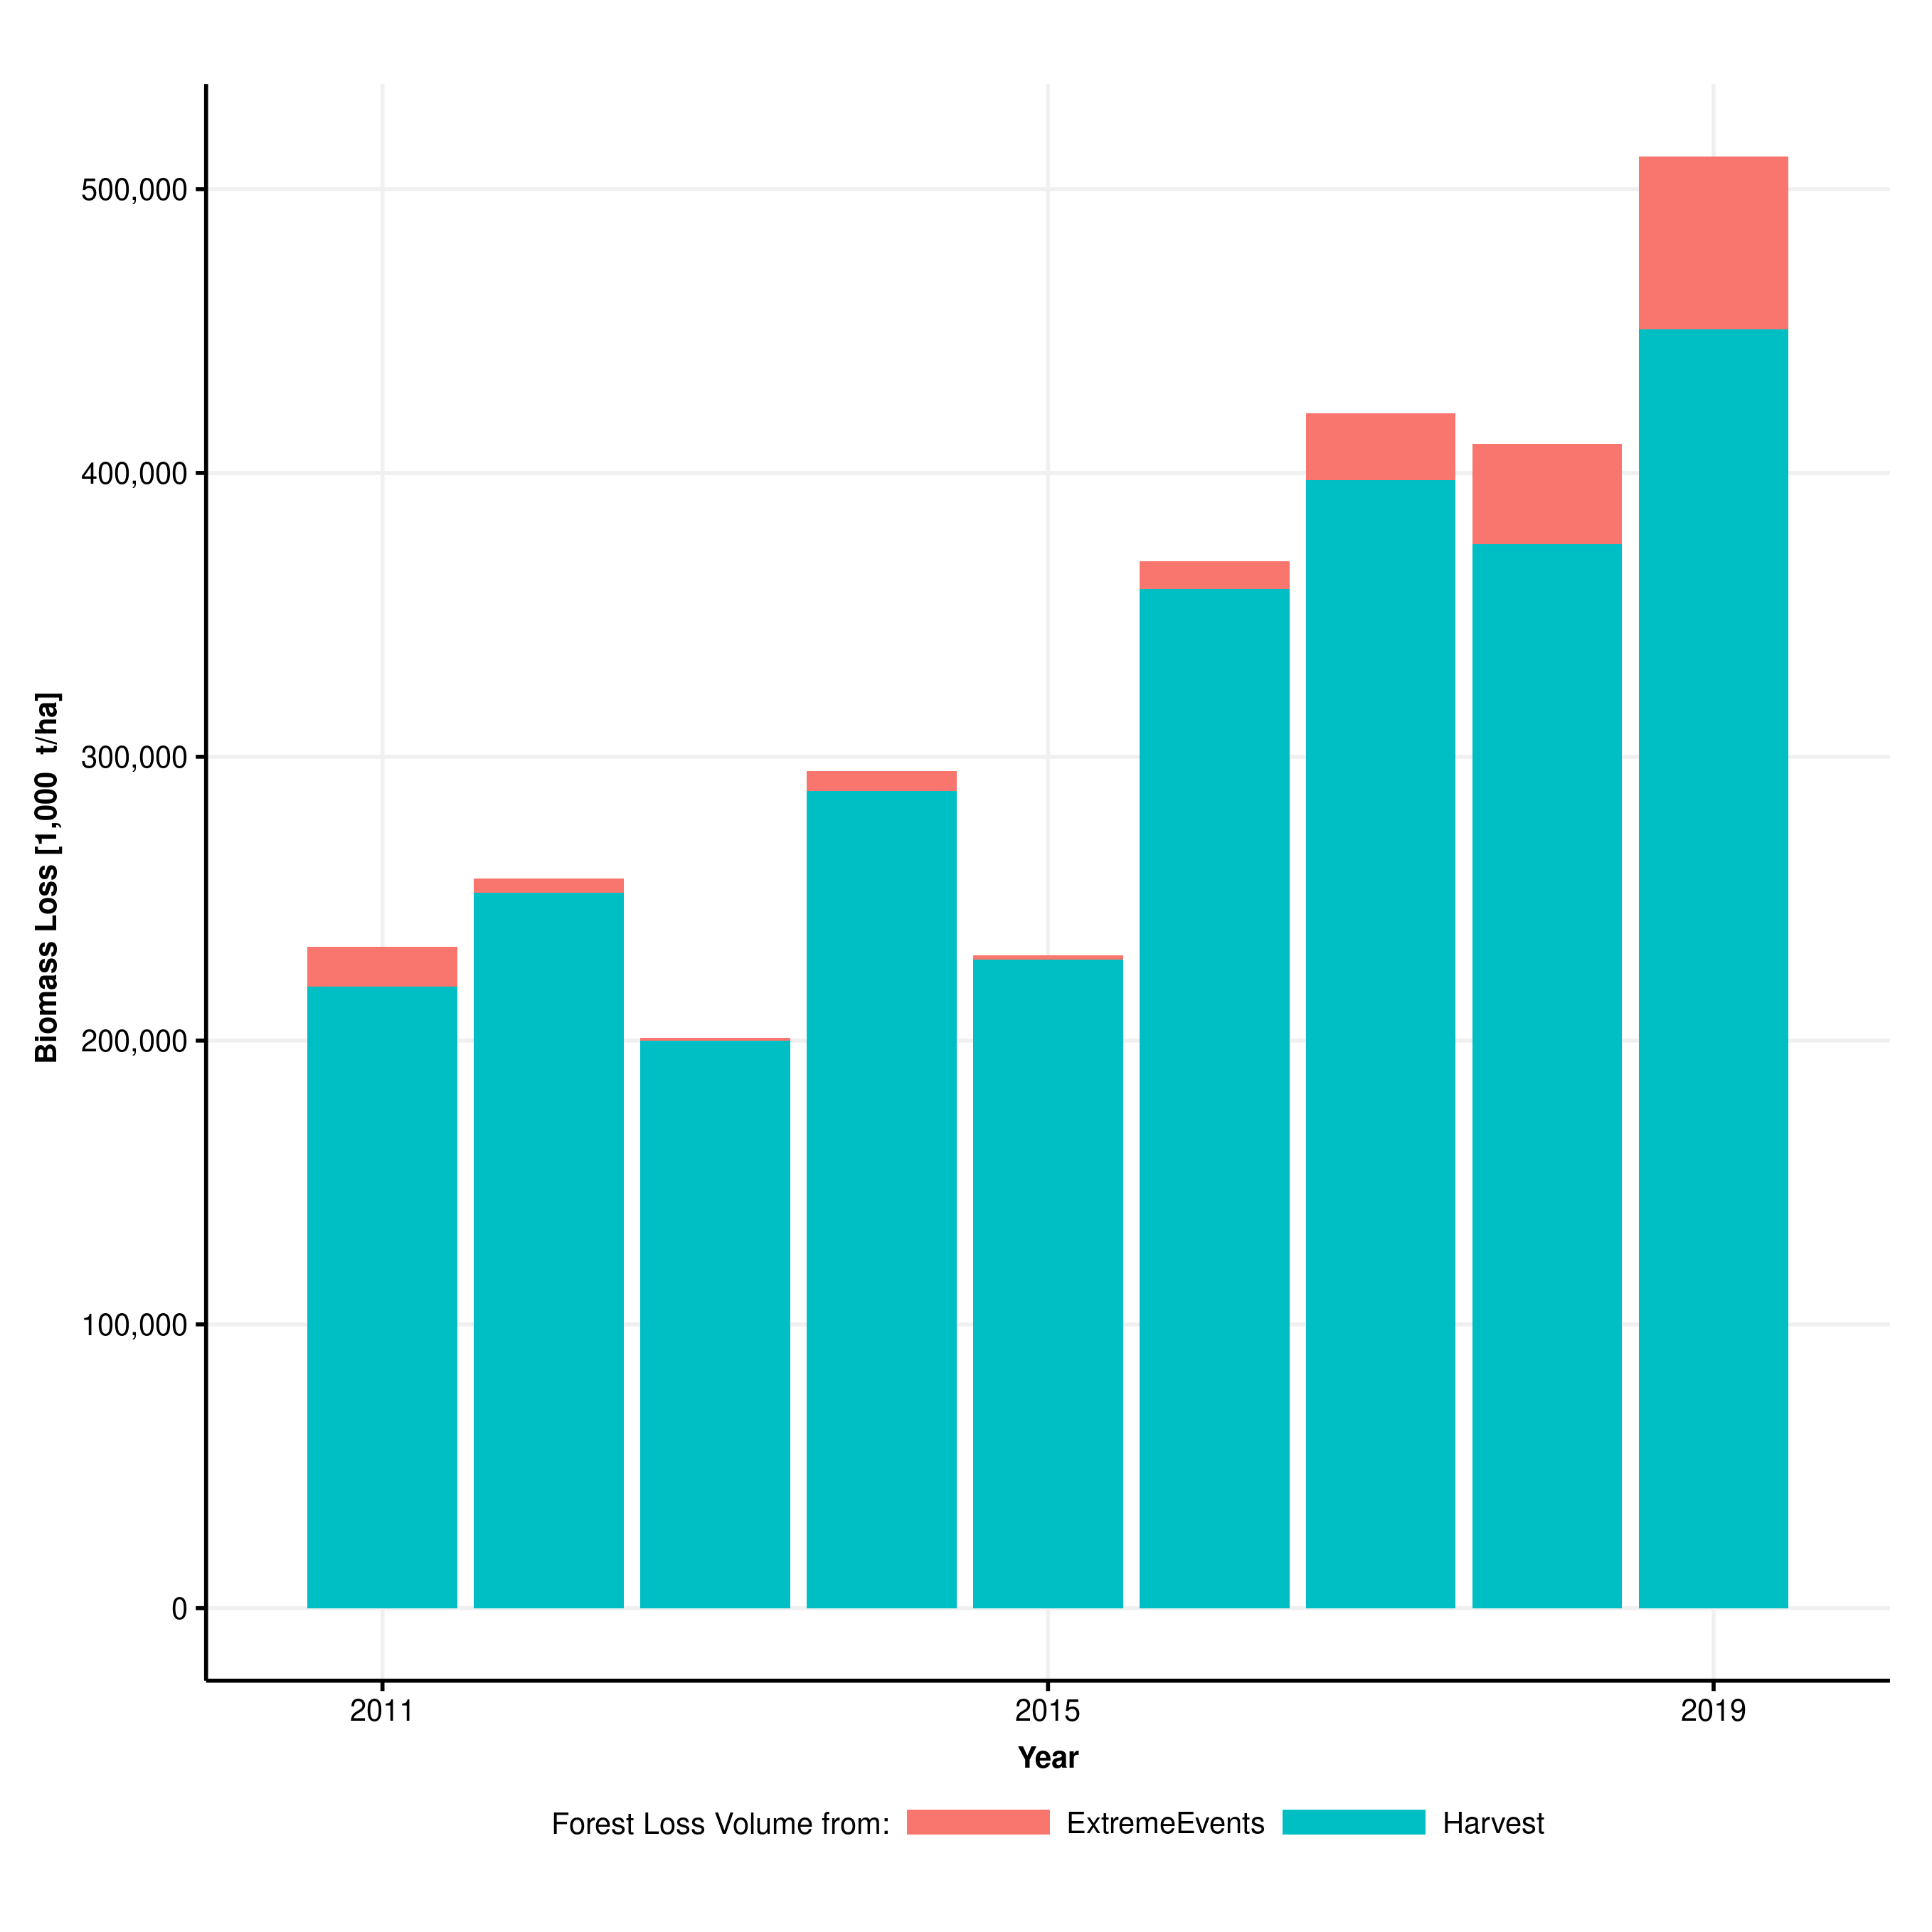 500,000
400,000
300,000
200,000
100,000
0
Biomass Loss [1,000  t/ha]
2011 2015 2019
Year
Forest Loss Volume from: ExtremeEvents Harvest